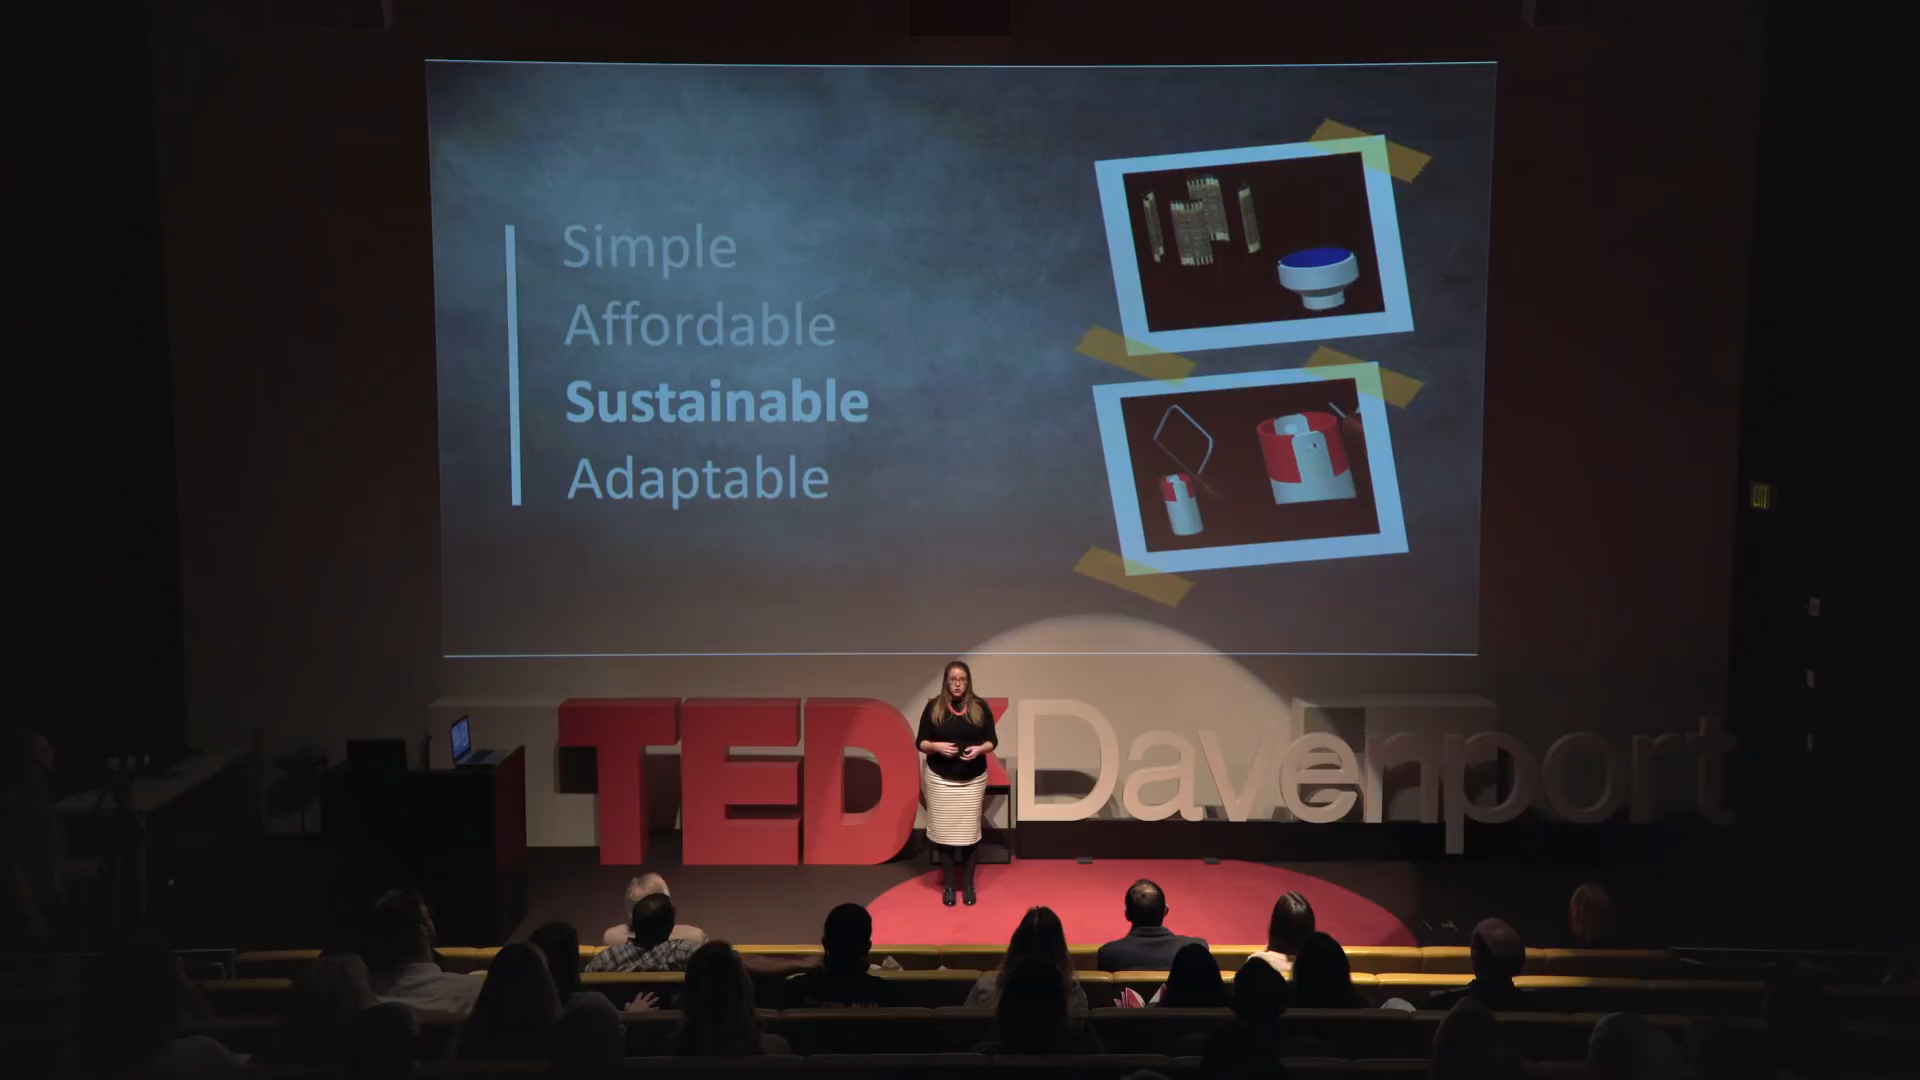 Simple
Affordable
Sustainable
Adaptable
TEDxDavenport